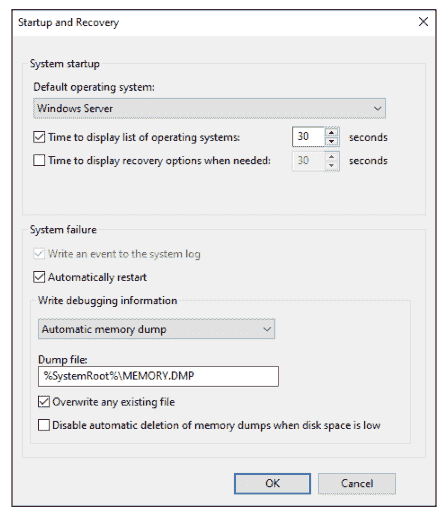 Startup and Recovery
System startup
Default operating system:
Windows Server
Time to display list of operating systems: 30 seconds
Time to display recovery options when needed: 30 seconds
System failure
Write an event to the system log
Automatically restart
Write debugging information
Automatic memory dump
Dump file:
%SystemRoot%\MEMORY.DMP
Overwrite any existing file
Disable automatic deletion of memory dumps when disk space is low
OK Cancel